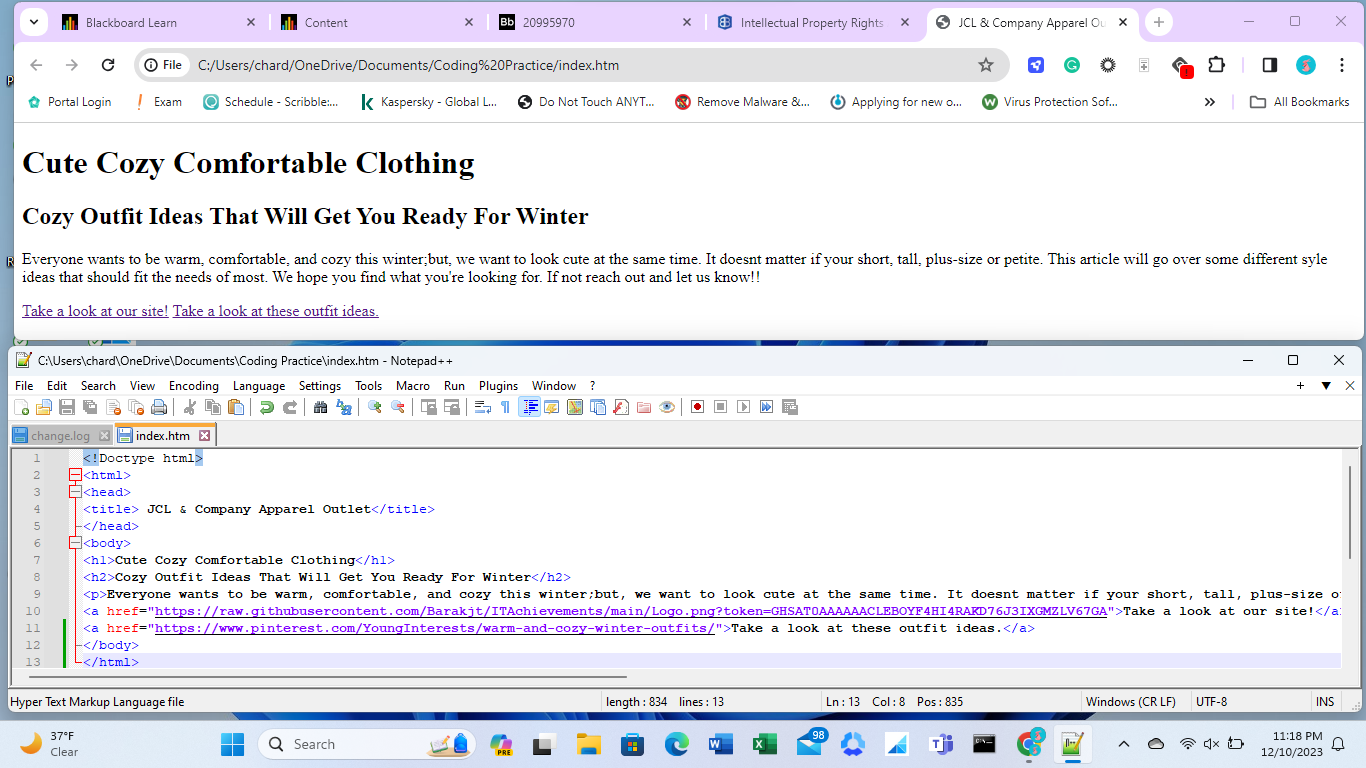 Blackboard Learn
Content
Bb 20995970
Intellectual Property Rights
JCL & Company Apparel Ou
File C:/Users/chard/OneDrive/Documents/Coding%20Practice/index.htm
Portal Login
Exam
Schedule - Scribble:...
Kaspersky - Global L...
Do Not Touch ANYT...
Remove Malware &...
Applying for new o...
Virus Protection Sof...
All Bookmarks
Cute Cozy Comfortable Clothing
Cozy Outfit Ideas That Will Get You Ready For Winter
Everyone wants to be warm, comfortable, and cozy this winter;but, we want to look cute at the same time. It doesnt matter if your short, tall, plus-size or petite. This article will go over some different syle
ideas that should fit the needs of most. We hope you find what you're looking for. If not reach out and let us know!!
Take a look at our site! Take a look at these outfit ideas.
C:\Users\chard\OneDrive\Documents\Coding Practice\index.htm - Notepad++
File Edit Search View Encoding Language Settings Tools Macro Run Plugins Window ?
change.log
index.htm
1 <!Doctype html>
2 <html>
3 <head>
4 <title> JCL & Company Apparel Outlet</title>
5 </head>
6 <body>
7 <h1>Cute Cozy Comfortable Clothing</h1>
8 <h2>Cozy Outfit Ideas That Will Get You Ready For Winter</h2>
9 <p>Everyone wants to be warm, comfortable, and cozy this winter;but, we want to look cute at the same time. It doesnt matter if your short, tall, plus-size o
10 <a href="https://raw.githubusercontent.com/Barakjt/ITAchievements/main/Logo.png?token=GHSAT0AAAAAACLEBOYF4HI4RAKD76J3IXGMZLV67GA">Take a look at our site!</a
11 <a href="https://www.pinterest.com/YoungInterests/warm-and-cozy-winter-outfits/">Take a look at these outfit ideas.</a>
12 </body>
13 </html>
Hyper Text Markup Language file
length : 834 lines : 13
Ln : 13 Col : 8 Pos : 835
Windows (CR LF)
UTF-8
INS
37°F
Clear
Search
PRE
98
11:18 PM
12/10/2023